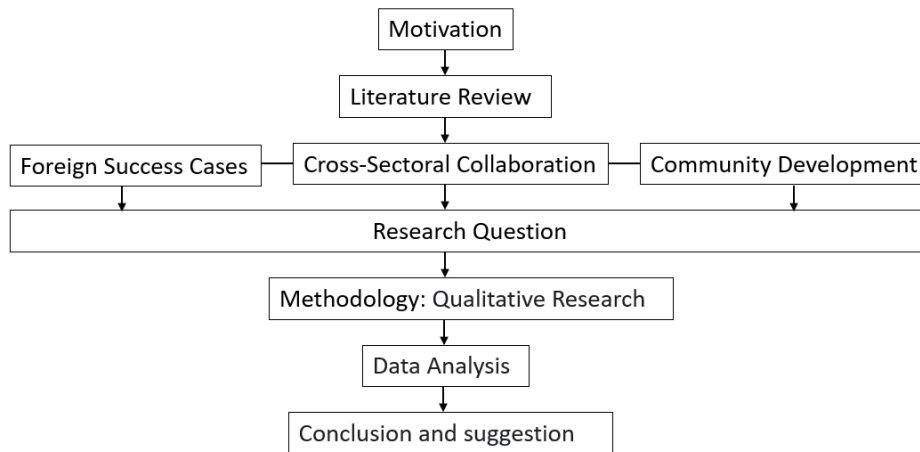 Motivation
Literature Review
Foreign Success Cases
Cross-Sectoral Collaboration
Community Development
Research Question
Methodology: Qualitative Research
Data Analysis
Conclusion and suggestion